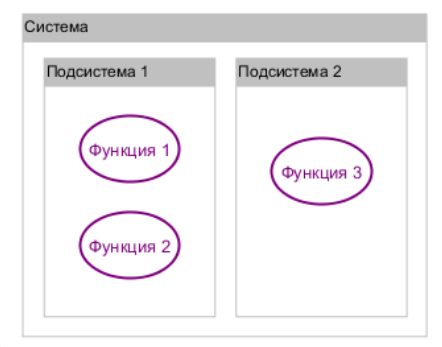 Система
Подсистема 1
Подсистема 2
Функция 1
Функция 3
Функция 2